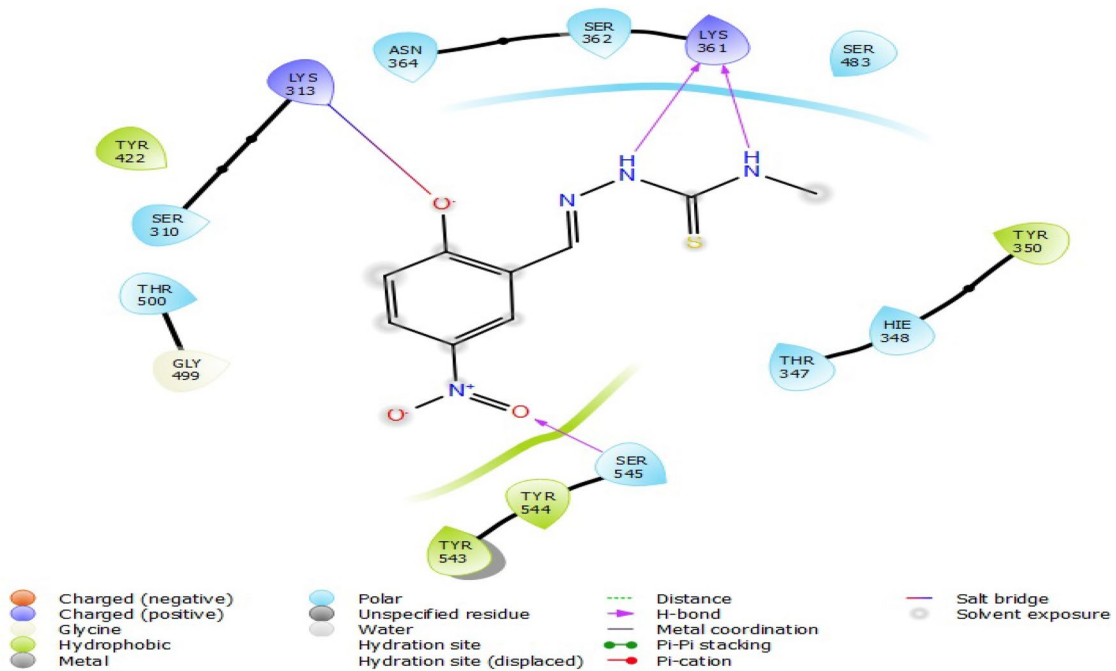 SER
362
LYS
361
ASN
364
SER
483
LYS
313
TYR
422
H
N
H
N
O-
N
SER
310
S
TYR
350
THR
500
HIE
348
THR
347
GLY
499
N+
O-
O
SER
545
TYR
544
TYR
543
Charged (negative)
Charged (positive)
Glycine
Hydrophobic
Metal
Polar
Unspecified residue
Water
Hydration site
Hydration site (displaced)
Distance
H-bond
Metal coordination
Pi-Pi stacking
Pi-cation
Salt bridge
Solvent exposure